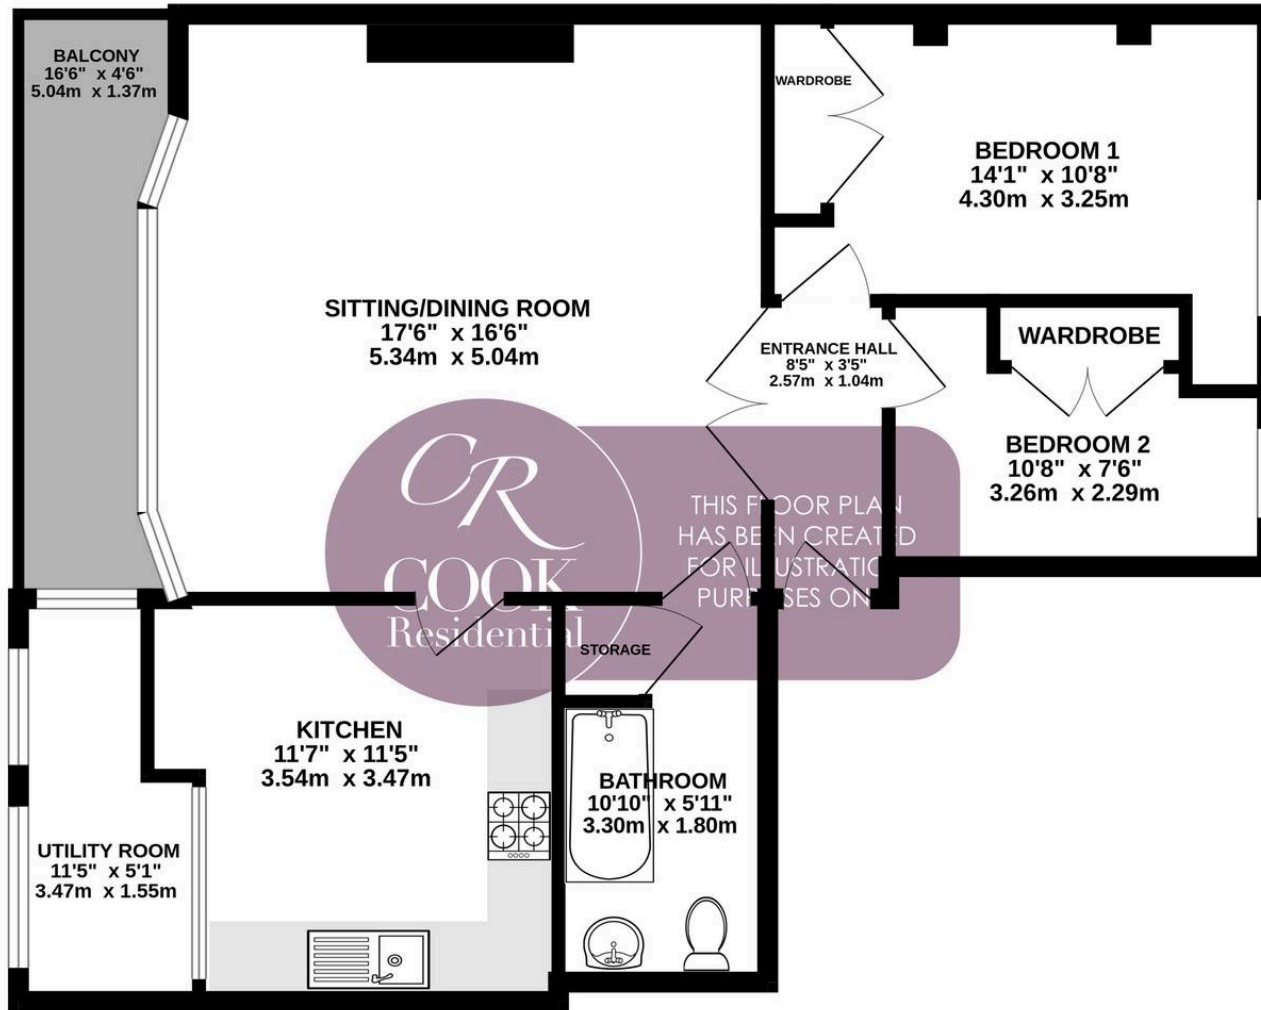 BALCONY
16'6" x 4'6"
5.04m x 1.37m
WARDROBE
BEDROOM 1
14'1" x 10'8"
4.30m x 3.25m
SITTING/DINING ROOM
17'6" x 16'6"
5.34m x 5.04m
ENTRANCE HALL
8'5" x 3'5"
2.57m x 1.04m
WARDROBE
BEDROOM 2
10'8" x 7'6"
3.26m x 2.29m
CR
COOK
Residential
THIS FLOOR PLAN
HAS BEEN CREATED
FOR ILLUSTRATION
PURPOSES ONLY
STORAGE
KITCHEN
11'7" x 11'5"
3.54m x 3.47m
BATHROOM
10'10" x 5'11"
3.30m x 1.80m
UTILITY ROOM
11'5" x 5'1"
3.47m x 1.55m